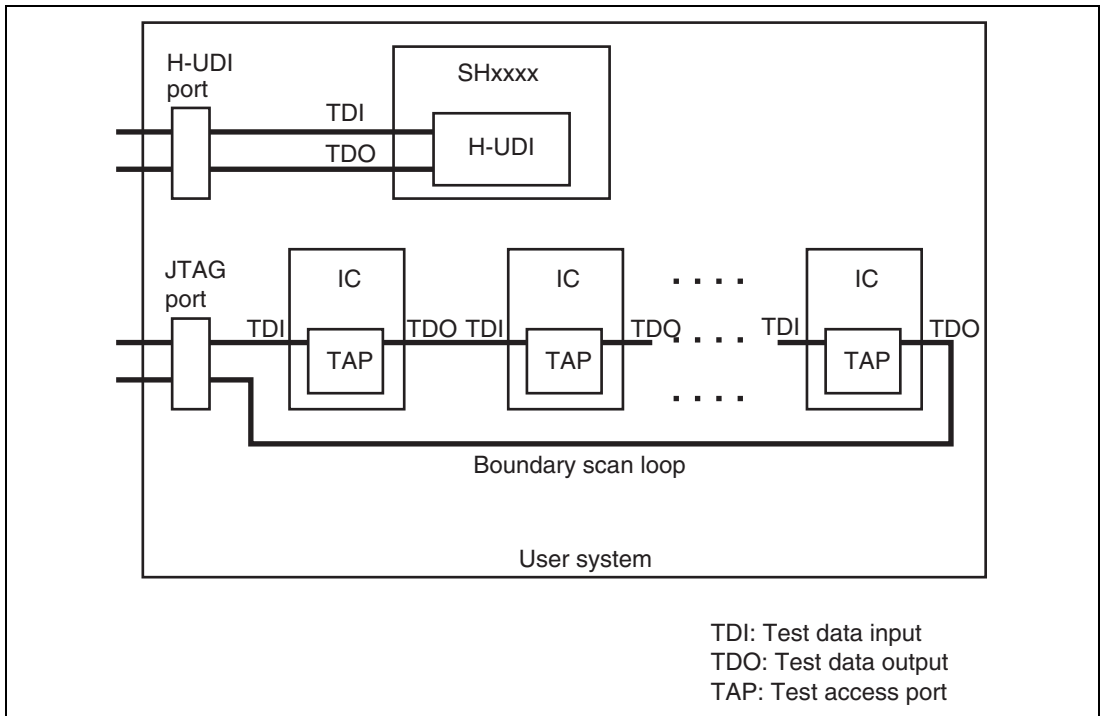 H-UDI
port
SHxxxx
TDI
H-UDI
TDO
JTAG
port
IC
IC
IC
TDI
TDO
TDI
TDO
TDI
TDO
TAP
TAP
TAP
Boundary scan loop
User system
TDI: Test data input
TDO: Test data output
TAP: Test access port